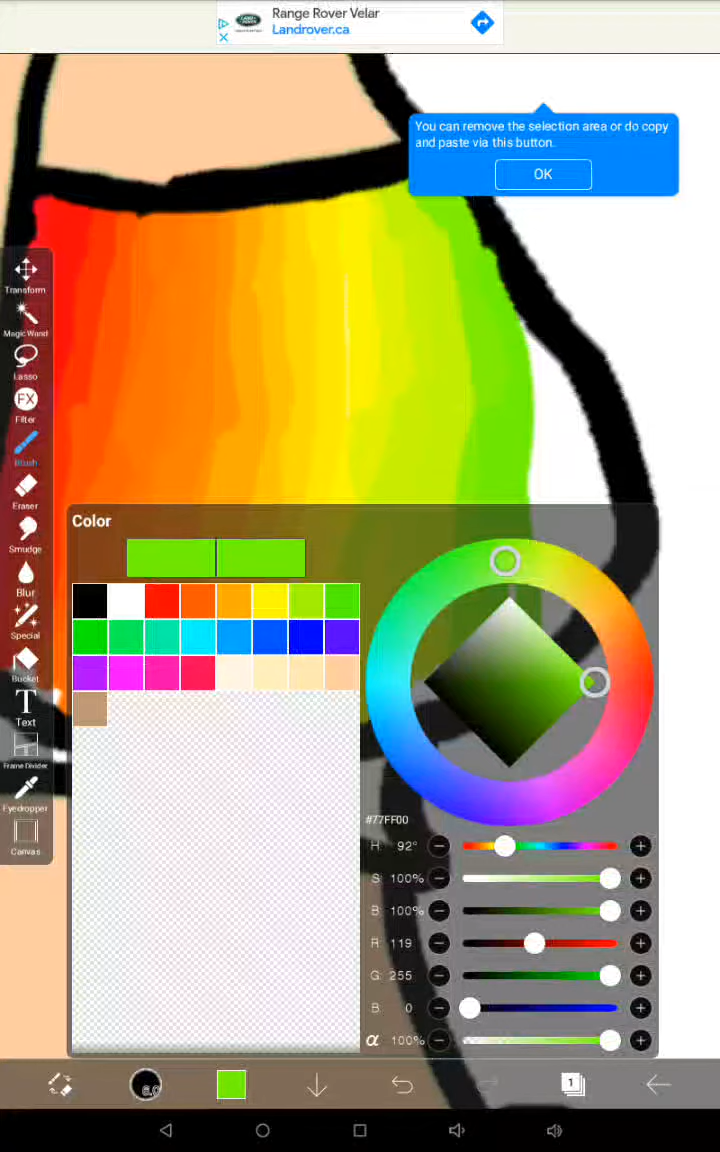 Range Rover Velar
Landrover.ca
You can remove the selection area or do copy
and paste via this button.
OK
Transform
Magic Wand
Lasso
FX
Filter
Brush
Eraser
Smudge
Blur
Special
Bucket
T
Text
Frame Divider
Eyedropper
Canvas
Color
#77FF00
H: 92°
S: 100%
B: 100%
R: 119
G: 255
B: 0
α 100%
6.0
1